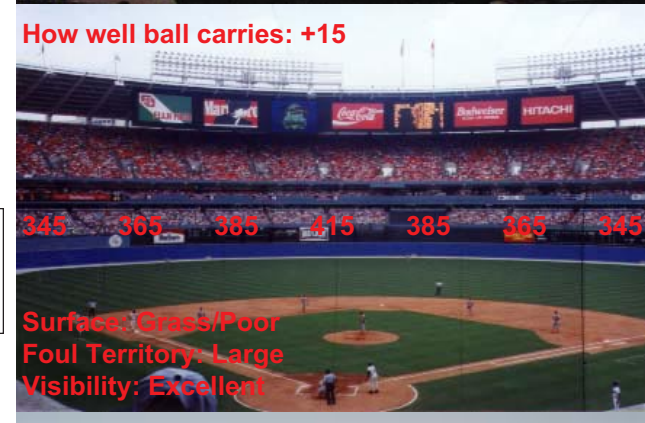 How well ball carries: +15
Marlboro
Coca-Cola
Budweiser
HITACHI
345 365 385 415 385 365 345
Surface: Grass/Poor
Foul Territory: Large
Visibility: Excellent